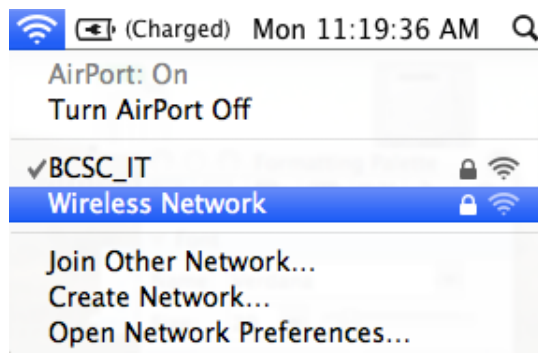 (Charged) Mon 11:19:36 AM
AirPort: On
Turn AirPort Off
BCSC_IT
Wireless Network
Join Other Network...
Create Network...
Open Network Preferences...